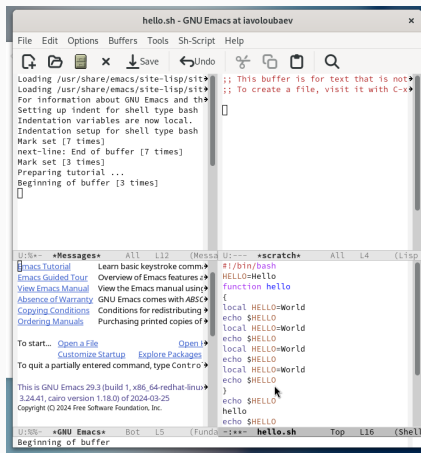 hello.sh - GNU Emacs at iavoloubaev
File Edit Options Buffers Tools Sh-Script Help
Save Undo
Loading /usr/share/emacs/site-lisp/sit
Loading /usr/share/emacs/site-lisp/sit
For information about GNU Emacs and th
Setting up indent for shell type bash
Indentation variables are now local.
Indentation setup for shell type bash
Mark set [7 times]
next-line: End of buffer [7 times]
Mark set [3 times]
Preparing tutorial ...
Beginning of buffer [3 times]
U:%*- *Messages* All L12 (Messa
;; This buffer is for text that is not
;; To create a file, visit it with C-x
U:--- *scratch* All L4 (Lisp
Emacs Tutorial Learn basic keystroke comm
Emacs Guided Tour Overview of Emacs features a
View Emacs Manual View the Emacs manual using
Absence of Warranty GNU Emacs comes with ABSO
Copying Conditions Conditions for redistributing
Ordering Manuals Purchasing printed copies of
To start... Open a File Open
Customize Startup Explore Packages
To quit a partially entered command, type Contro
This is GNU Emacs 29.3 (build 1, x86_64-redhat-linux
3.24.41, cairo version 1.18.0) of 2024-03-25
Copyright (C) 2024 Free Software Foundation, Inc.
U:%%- *GNU Emacs* Bot L5 (Funda
#!/bin/bash
HELLO=Hello
function hello
{
local HELLO=World
echo $HELLO
local HELLO=World
echo $HELLO
local HELLO=World
echo $HELLO
local HELLO=World
echo $HELLO
}
echo $HELLO
hello
echo $HELLO
-:**- hello.sh Top L16 (Shell
Beginning of buffer